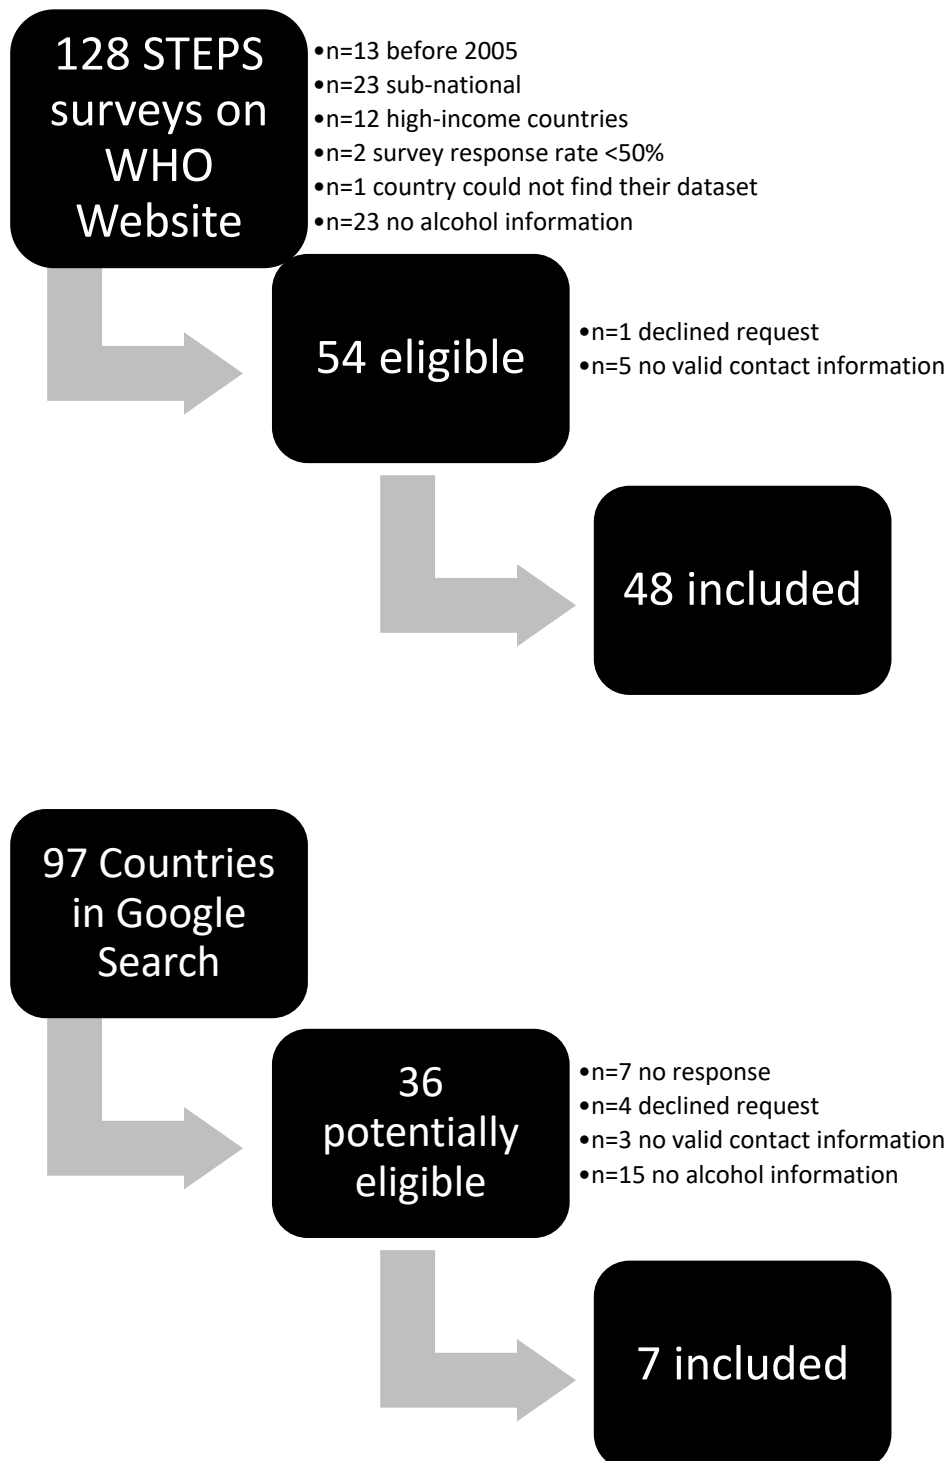 128 STEPS
surveys on
WHO
Website
•n=13 before 2005
•n=23 sub-national
•n=12 high-income countries
•n=2 survey response rate <50%
•n=1 country could not find their dataset
•n=23 no alcohol information
54 eligible
•n=1 declined request
•n=5 no valid contact information
48 included
97 Countries
in Google
Search
36
potentially
eligible
•n=7 no response
•n=4 declined request
•n=3 no valid contact information
•n=15 no alcohol information
7 included